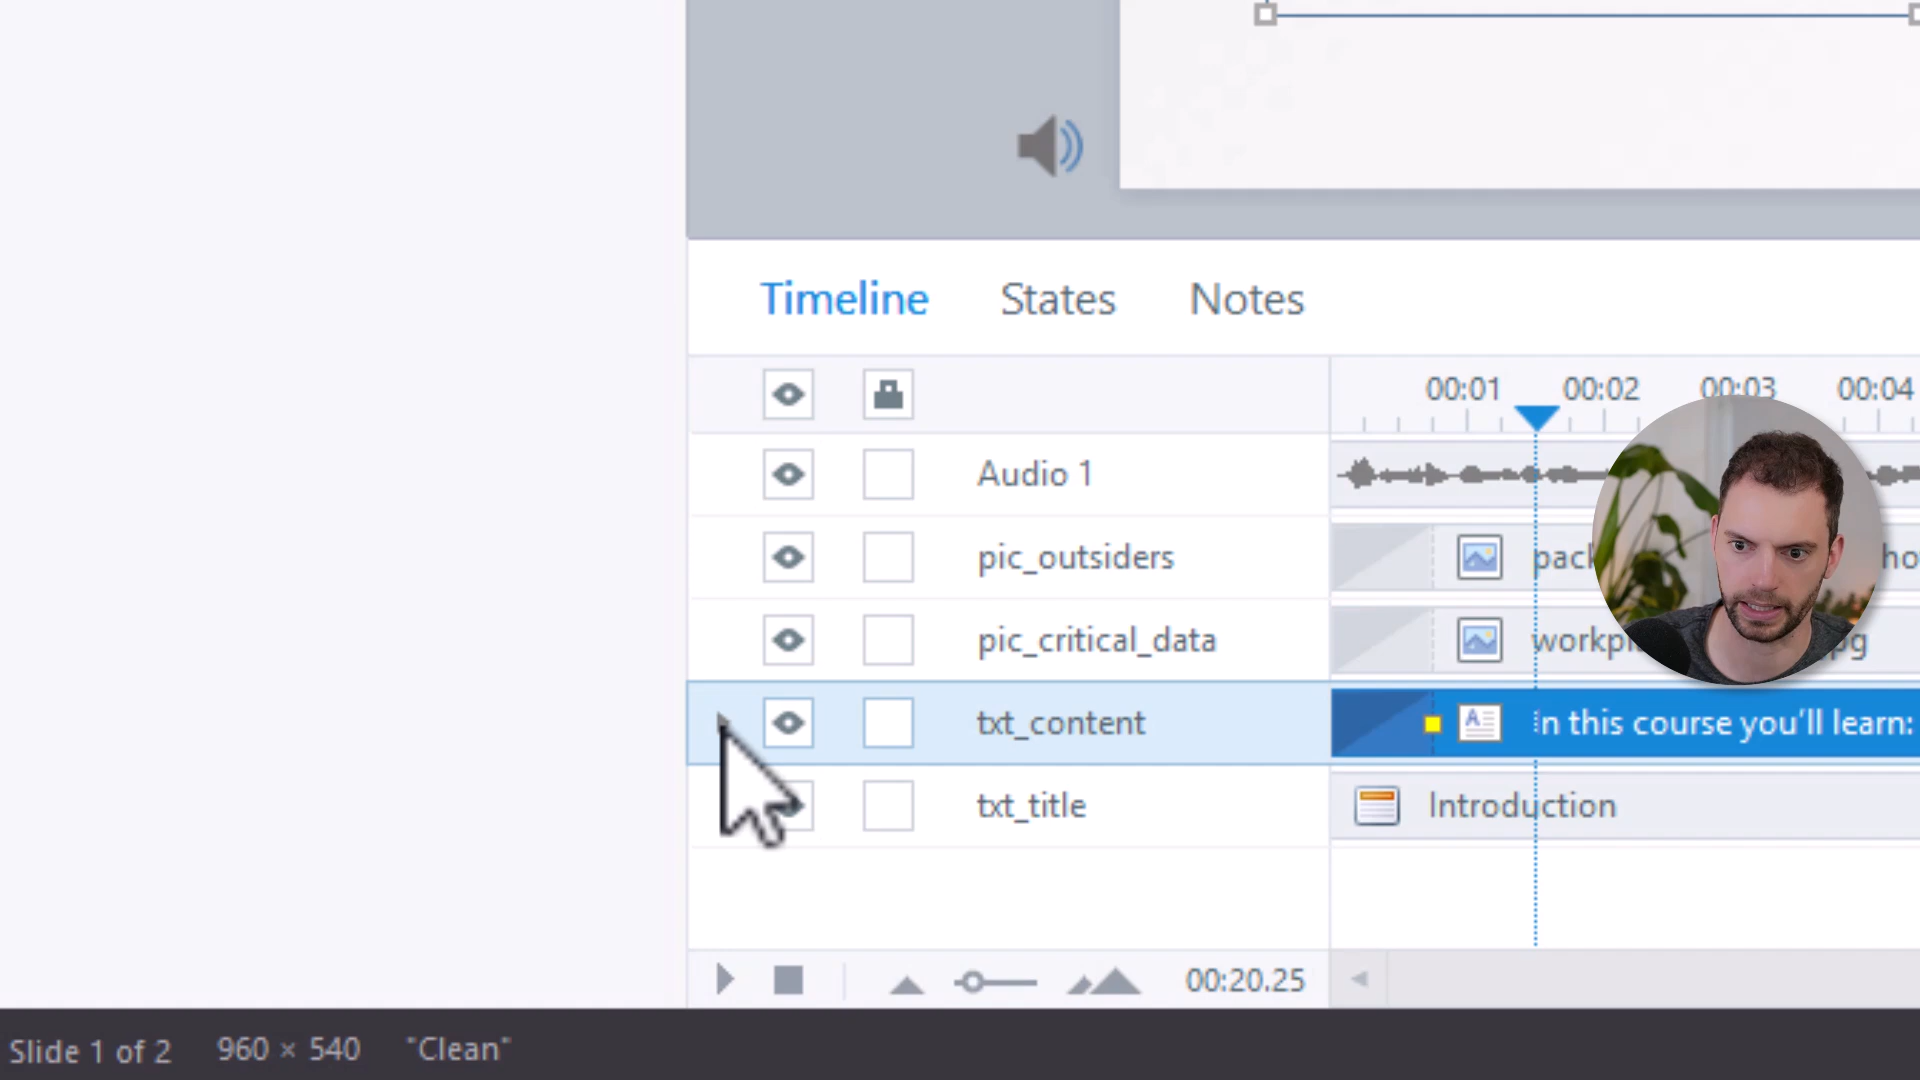 Timeline States Notes
00:01 00:02 00:03 00:04
Audio 1
pic_outsiders
pic_critical_data
txt_content In this course you'll learn:
txt_title Introduction
00:20.25
Slide 1 of 2 960 × 540 "Clean"